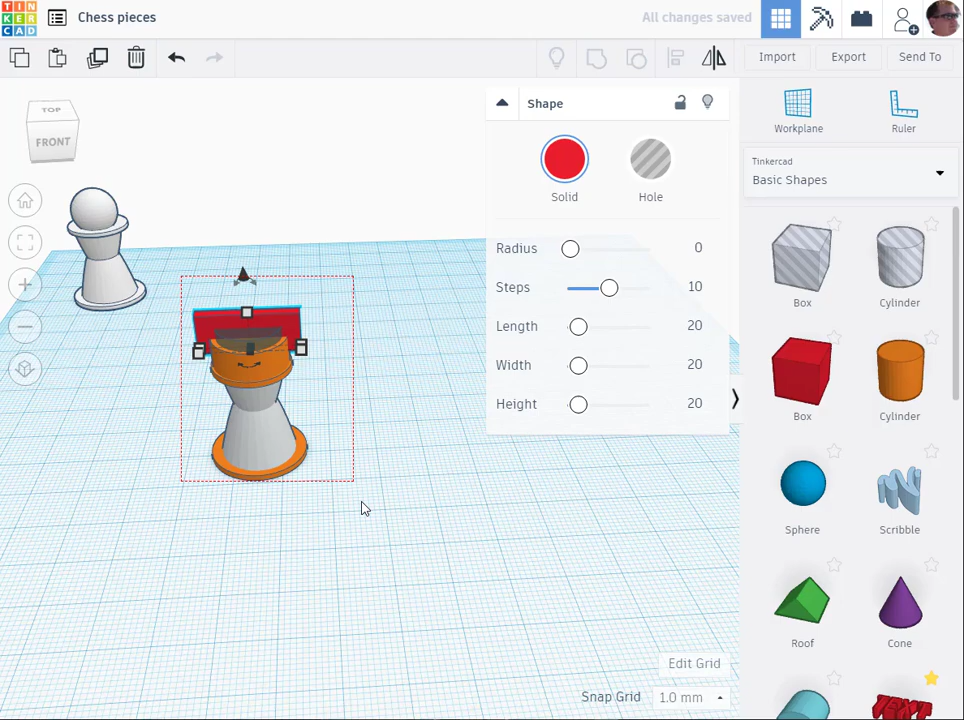 TIN
KER
CAD
Chess pieces
All changes saved
Import
Export
Send To
TOP
FRONT
Shape
Solid
Hole
Radius 0
Steps 10
Length 20
Width 20
Height 20
Workplane
Ruler
Tinkercad
Basic Shapes
Box
Cylinder
Box
Cylinder
Sphere
Scribble
Roof
Cone
TEXT
Edit Grid
Snap Grid 1.0 mm